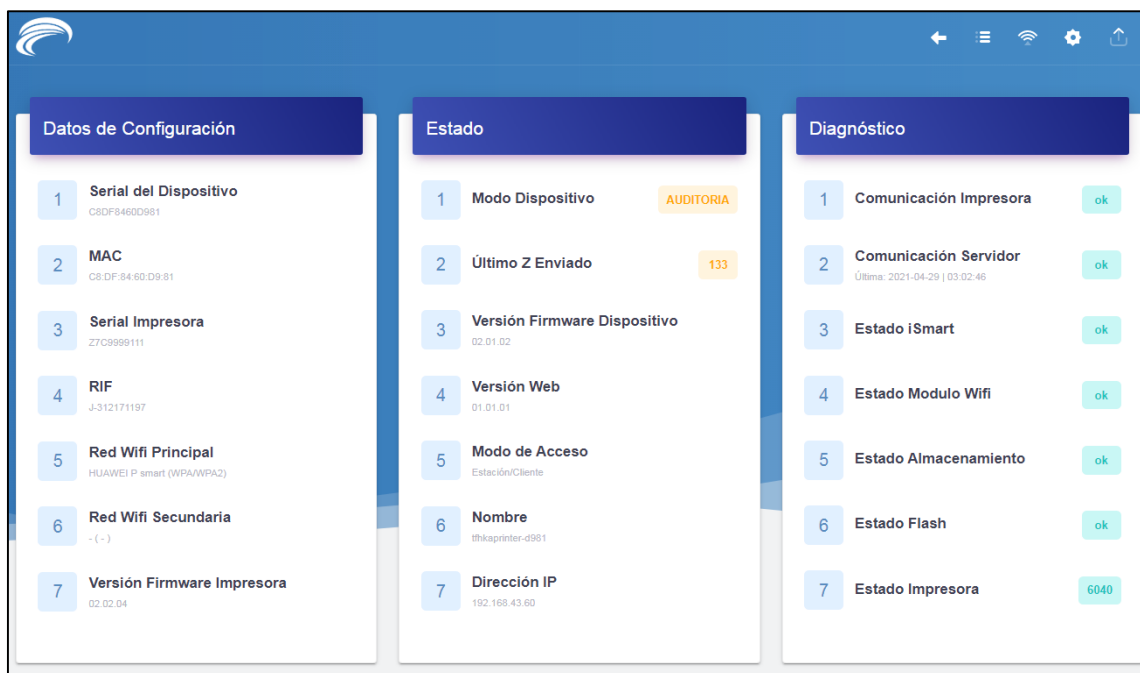 Datos de Configuración
1
Serial del Dispositivo
C8DF8460D981
2
MAC
C8:DF:84:60:D9:81
3
Serial Impresora
Z7C9999111
4
RIF
J-312171197
5
Red Wifi Principal
HUAWEI P smart (WPA/WPA2)
6
Red Wifi Secundaria
- ( - )
7
Versión Firmware Impresora
02.02.04
Estado
1
Modo Dispositivo
AUDITORIA
2
Último Z Enviado
133
3
Versión Firmware Dispositivo
02.01.02
4
Versión Web
01.01.01
5
Modo de Acceso
Estación/Cliente
6
Nombre
tfhkaprinter-d981
7
Dirección IP
192.168.43.60
Diagnóstico
1
Comunicación Impresora
ok
2
Comunicación Servidor
Última: 2021-04-29 | 03:02:46
ok
3
Estado iSmart
ok
4
Estado Modulo Wifi
ok
5
Estado Almacenamiento
ok
6
Estado Flash
ok
7
Estado Impresora
6040